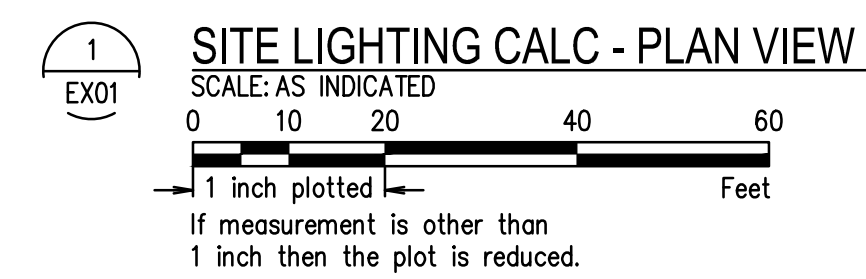 1
EX01
SITE LIGHTING CALC - PLAN VIEW
SCALE: AS INDICATED
0 10 20 40 60
1 inch plotted Feet
If measurement is other than
1 inch then the plot is reduced.